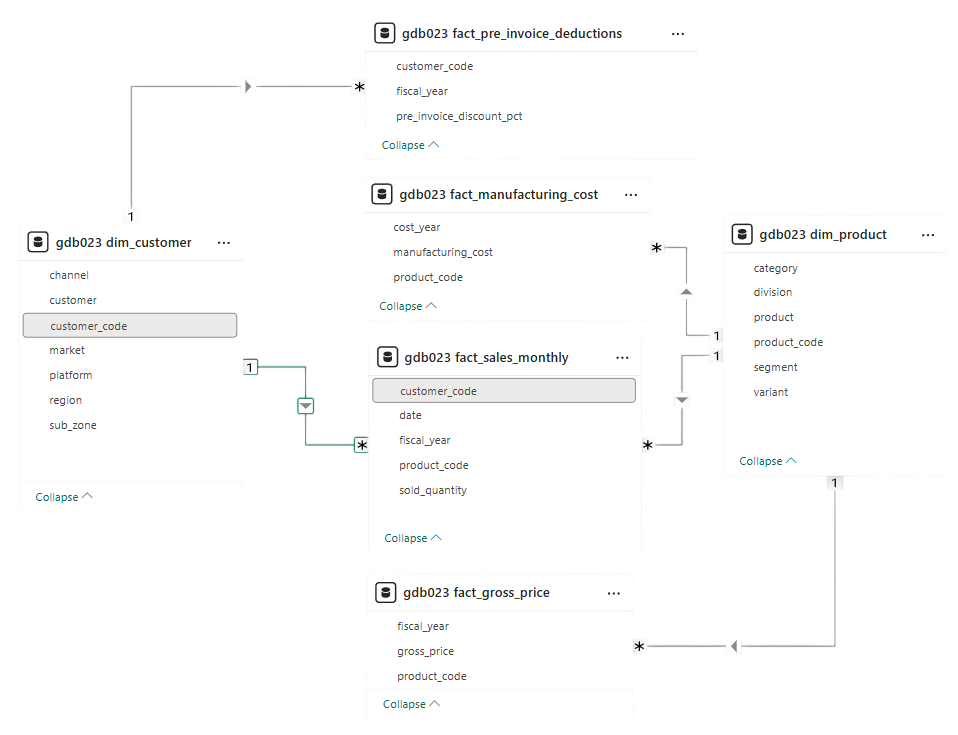 gdb023 fact_pre_invoice_deductions ...
customer_code
fiscal_year
pre_invoice_discount_pct
Collapse
*
1
gdb023 dim_customer ...
channel
customer
customer_code
market
platform
region
sub_zone
Collapse
1
*
gdb023 fact_manufacturing_cost ...
cost_year
manufacturing_cost
product_code
Collapse
*
1
gdb023 fact_sales_monthly ...
customer_code
date
fiscal_year
product_code
sold_quantity
Collapse
*
1
gdb023 dim_product ...
category
division
product
product_code
segment
variant
Collapse
1
gdb023 fact_gross_price ...
fiscal_year
gross_price
product_code
Collapse
*